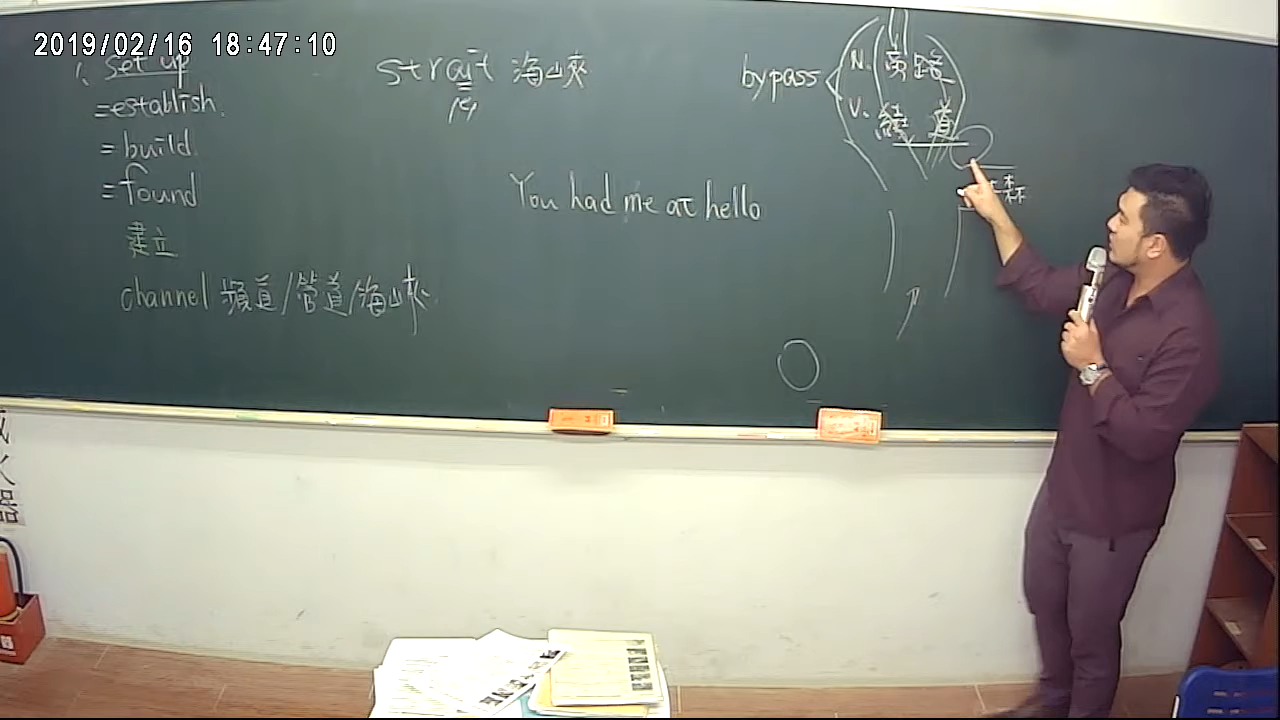 2019/02/16 18:47:10
1. set up
= establish.
= build.
= found
建立
channel 頻道/管道/海峽
strait 海峽
You had me at hello
bypass
N. 旁路
V. 繞道